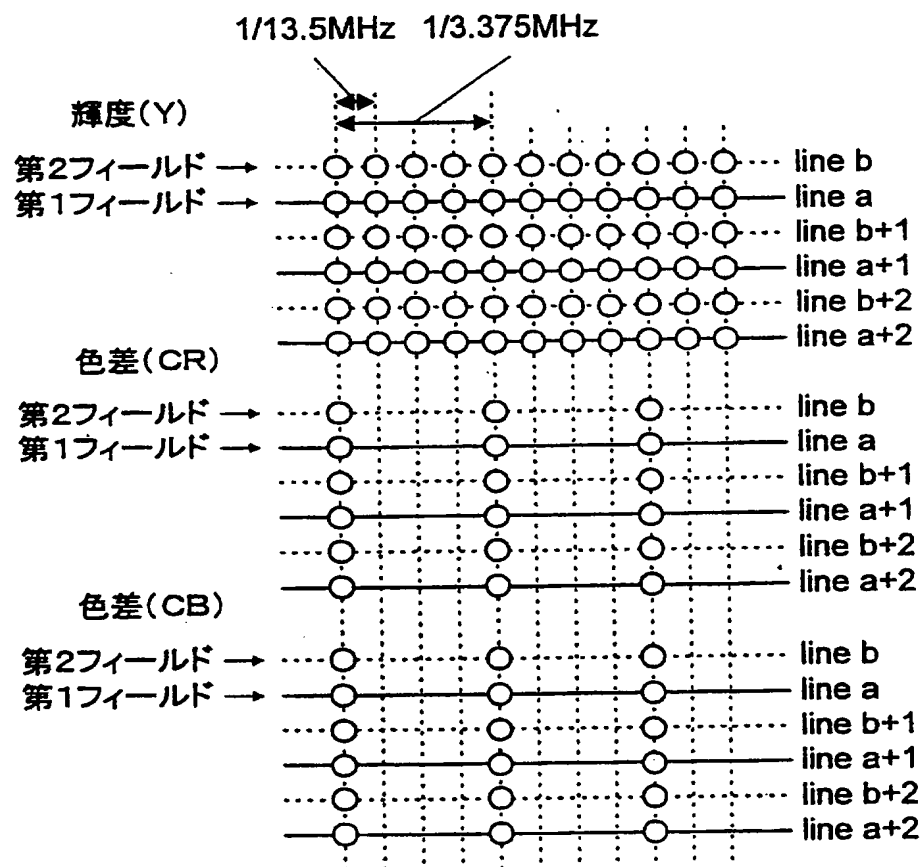 1/13.5MHz 1/3.375MHz
輝度(Y)
第2フィールド → line b
第1フィールド → line a
line b+1
line a+1
line b+2
line a+2
色差(CR)
第2フィールド → line b
第1フィールド → line a
line b+1
line a+1
line b+2
line a+2
色差(CB)
第2フィールド → line b
第1フィールド → line a
line b+1
line a+1
line b+2
line a+2